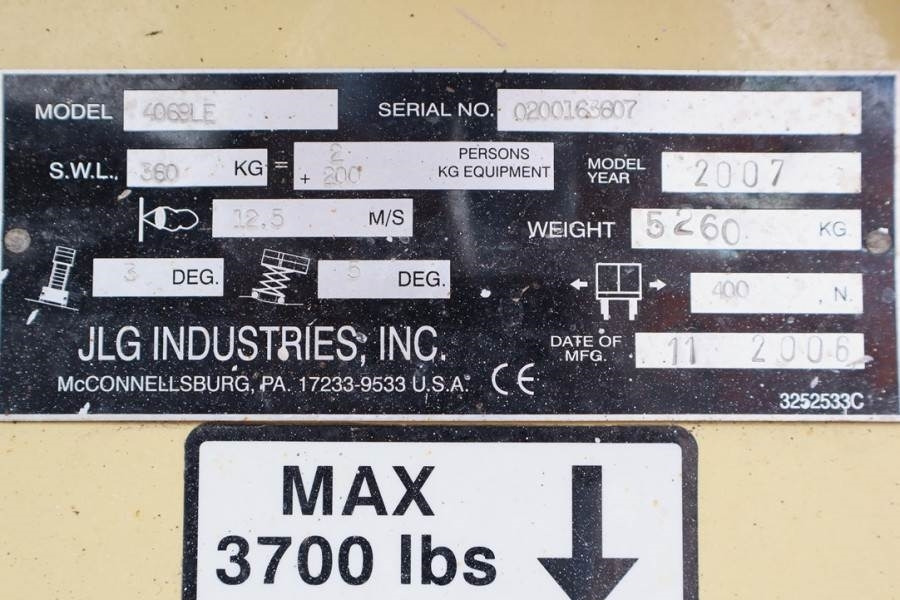 MODEL 4069LE SERIAL NO. 0200163607
S.W.L., 360 KG = 2 PERSONS
+ 200 KG EQUIPMENT
MODEL YEAR 2007
12.5 M/S
WEIGHT 5260 KG.
3 DEG. 5 DEG.
400 , N.
JLG INDUSTRIES, INC.
DATE OF MFG. 11 2006
McCONNELLSBURG, PA. 17233-9533 U.S.A. CE
3252533C
MAX
3700 lbs